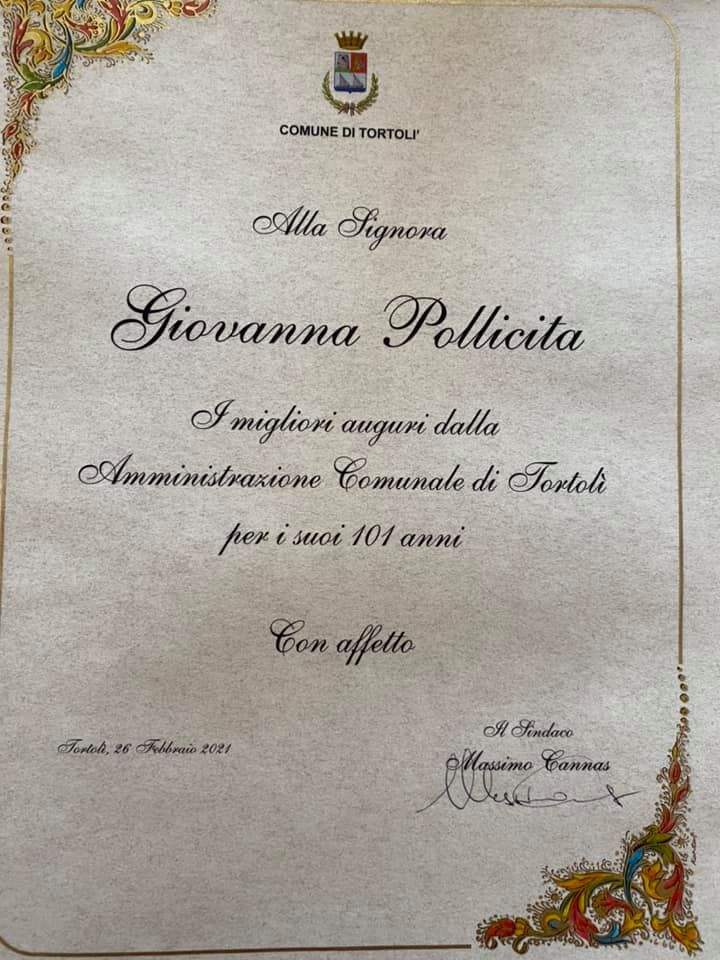 COMUNE DI TORTOLI'
Alla Signora
Giovanna Pollicita
I migliori auguri dalla
Amministrazione Comunale di Tortolì
per i suoi 101 anni
Con affetto
Tortolì, 26 Febbraio 2021
Il Sindaco
Massimo Cannas